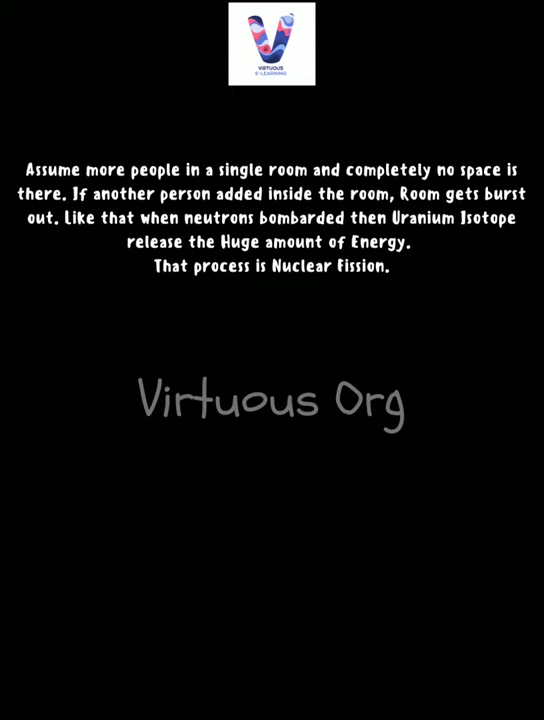 VIRTUOUS
E-LEARNING
Assume more people in a single room and completely no space is
there. If another person added inside the room, Room gets burst
out. Like that when neutrons bombarded then Uranium Isotope
release the Huge amount of Energy.
That process is Nuclear Fission.
Virtuous Org